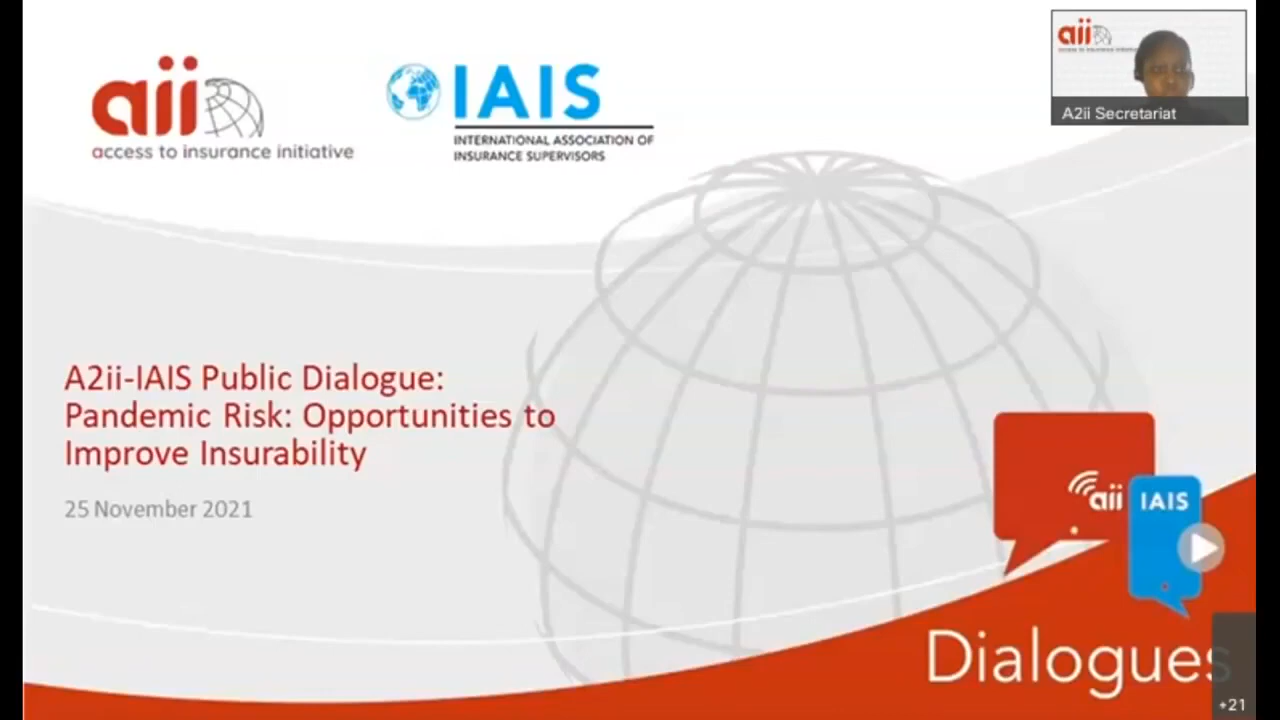 aii
access to insurance initiative
IAIS
INTERNATIONAL ASSOCIATION OF
INSURANCE SUPERVISORS
aii
A2ii Secretariat
A2ii-IAIS Public Dialogue:
Pandemic Risk: Opportunities to
Improve Insurability
25 November 2021
aii
IAIS
Dialogues
+21